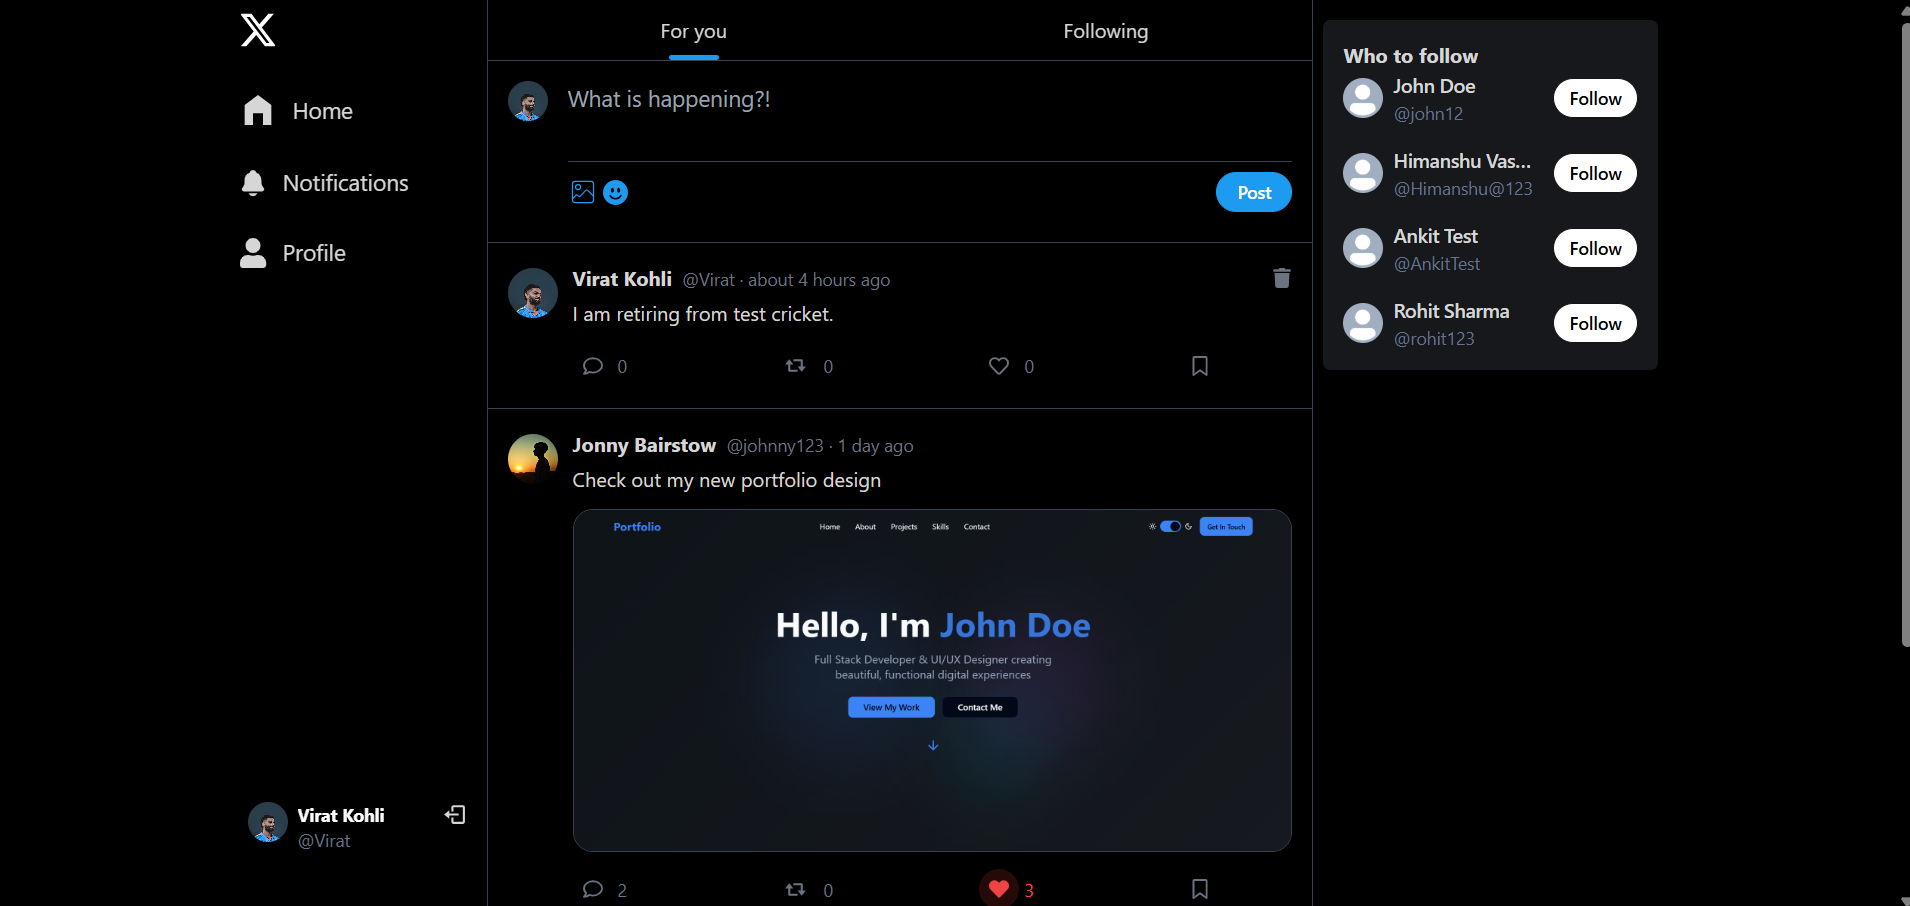 Home
Notifications
Profile
Virat Kohli
@Virat
For you
Following
What is happening?!
Post
Virat Kohli @Virat · about 4 hours ago
I am retiring from test cricket.
0 0 0
Jonny Bairstow @johnny123 · 1 day ago
Check out my new portfolio design
Portfolio Home About Projects Skills Contact Get In Touch
Hello, I'm John Doe
Full Stack Developer & UI/UX Designer creating
beautiful, functional digital experiences
View My Work Contact Me
2 0 3
Who to follow
John Doe
@john12
Follow
Himanshu Vas...
@Himanshu@123
Follow
Ankit Test
@AnkitTest
Follow
Rohit Sharma
@rohit123
Follow